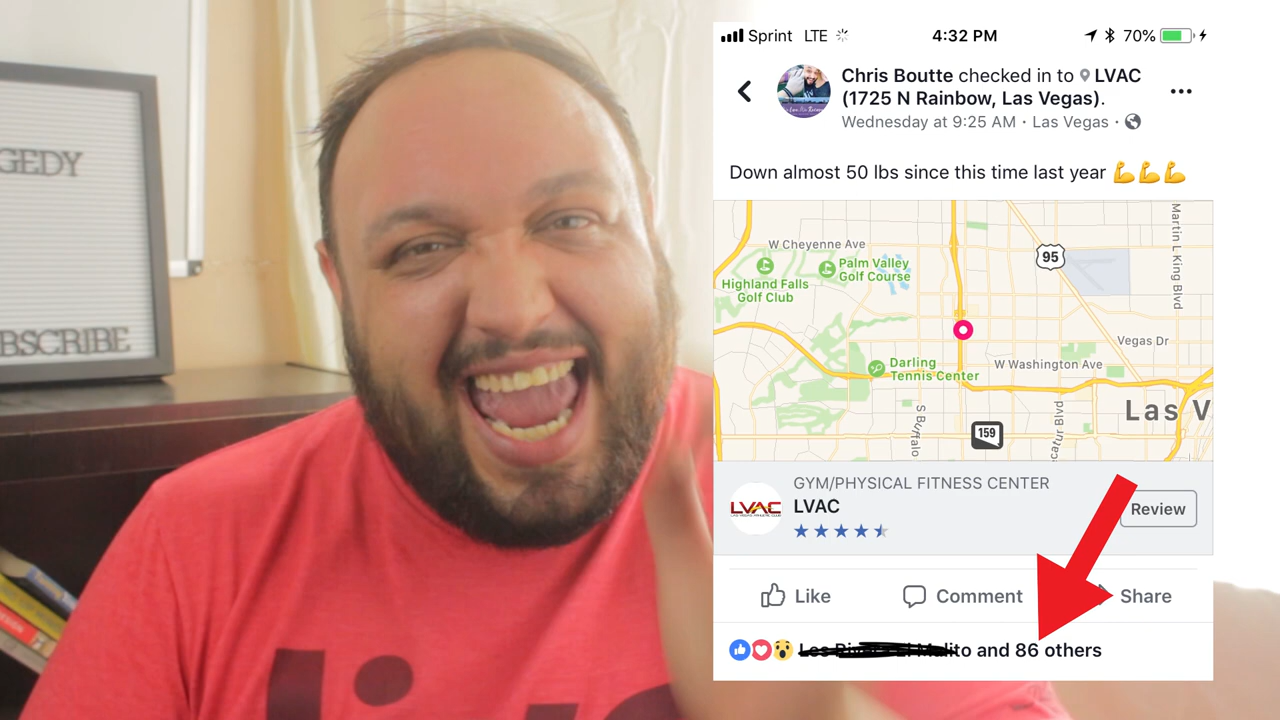 GEDY
BSCRIBE
liv
Sprint LTE 4:32 PM 70%
Chris Boutte checked in to LVAC
(1725 N Rainbow, Las Vegas).
Wednesday at 9:25 AM · Las Vegas ·
Down almost 50 lbs since this time last year 💪💪💪
Martin L King Blvd
W Cheyenne Ave
95
Palm Valley
Golf Course
Highland Falls
Golf Club
Vegas Dr
Darling
Tennis Center
W Washington Ave
Las V
S Buffalo
159
catur Blvd
GYM/PHYSICAL FITNESS CENTER
LVAC
LVAC
Review
Like Comment Share
and 86 others